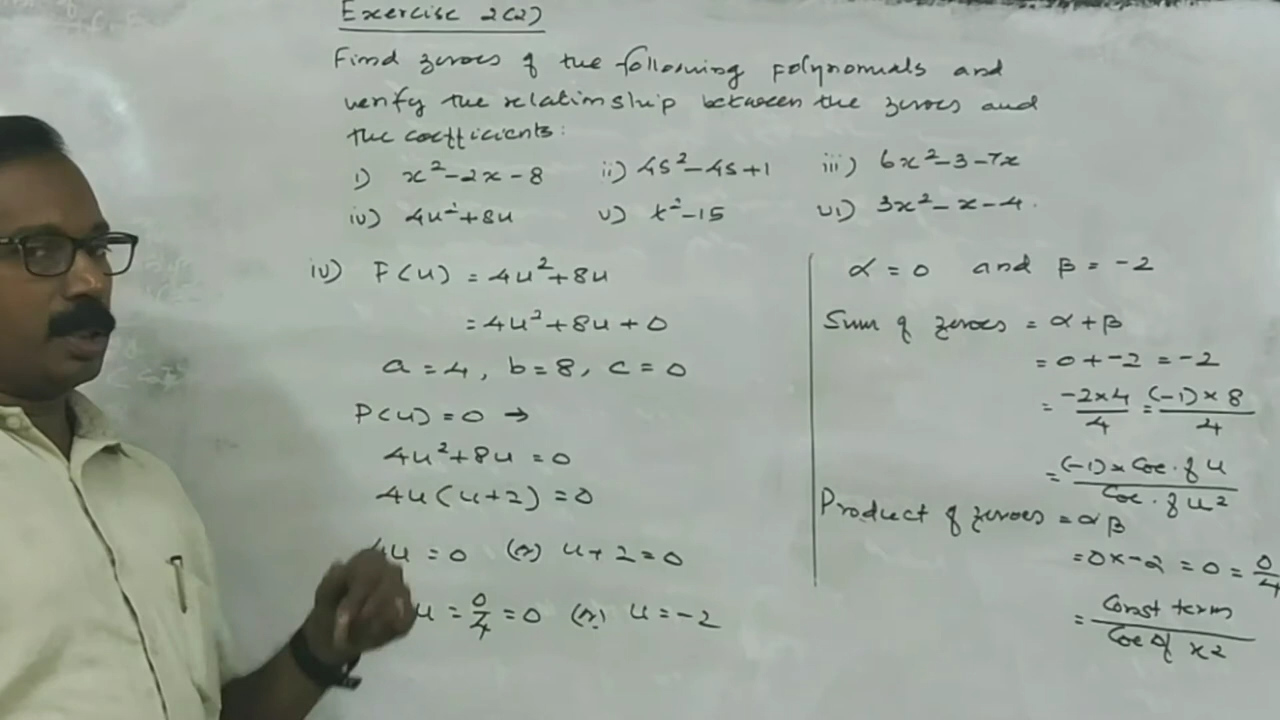 Exercise 2(2)
Find zeroes of the following polynomials and
verify the relationship between the zeroes and
the coefficients:
i) x²-2x-8 ii) 4s²-4s+1 iii) 6x²-3-7x
iv) 4u²+8u v) t²-15 vi) 3x²-x-4.
iv) P(u) = 4u²+8u
= 4u²+8u+0
a=4, b=8, c=0
P(u)=0 →
4u²+8u=0
4u(u+2)=0
4u=0 (or) u+2=0
u=0/4=0 (or) u=-2
α=0 and β=-2
Sum of zeroes = α+β
= 0+-2 = -2
= -2×4/4 = (-1)×8/4
= (-1)×Coe. of u/Coe. of u²
Product of zeroes = αβ
= 0×-2 = 0 = 0/4
= Const term/Coe of x²